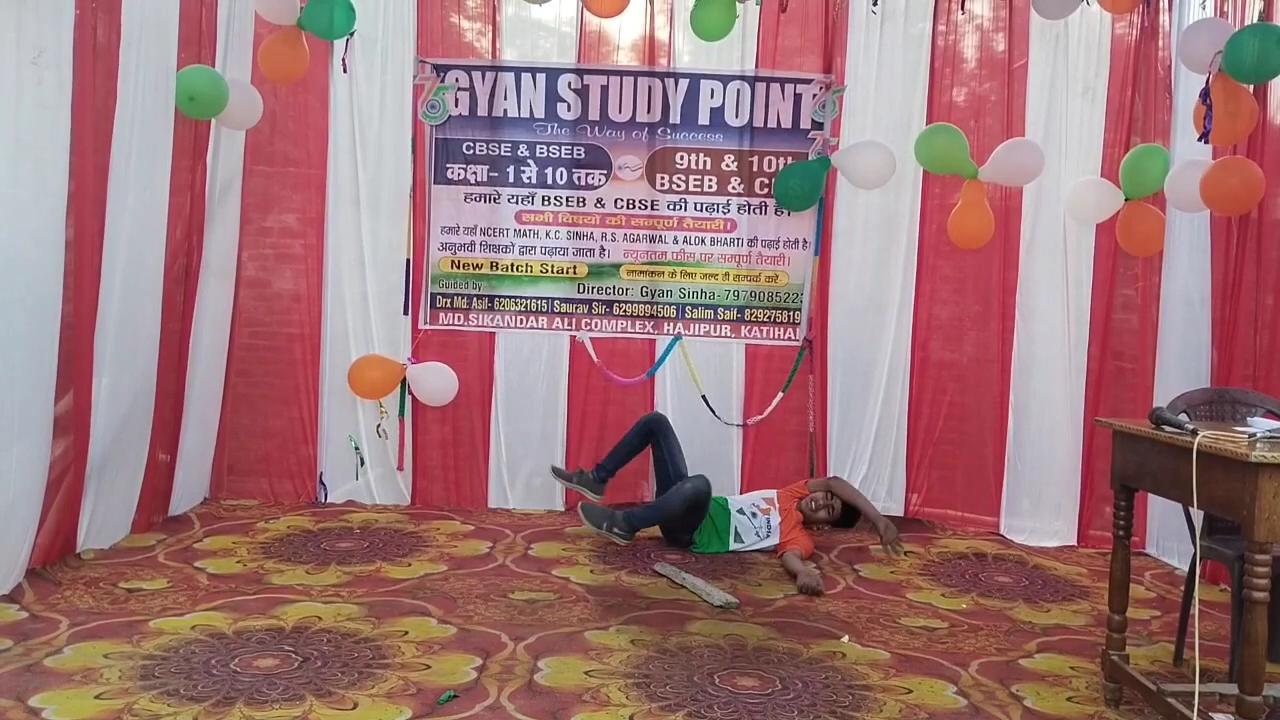 GYAN STUDY POINT
The Way of Success
CBSE & BSEB
कक्षा- 1 से 10 तक
9th & 10th
BSEB &
हमारे यहाँ BSEB & CBSE की पढ़ाई होती है।
सभी विषयों की सम्पूर्ण तैयारी।
हमारे यहाँ NCERT MATH, K.C. SINHA, R.S. AGARWAL & ALOK BHARTI की पढ़ाई होती है।
अनुभवी शिक्षकों द्वारा पढ़ाया जाता है। न्यूनतम फीस पर सम्पूर्ण तैयारी।
New Batch Start
नामांकन के लिए जल्द ही सम्पर्क करें-
Guided by
Director: Gyan Sinha- 797908522
Drx Md: Asif- 6206321615 | Saurav Sir- 6299894506 | Salim Saif- 829275819
MD.SIKANDAR ALI COMPLEX, HAJIPUR, KATIHA
INDIA